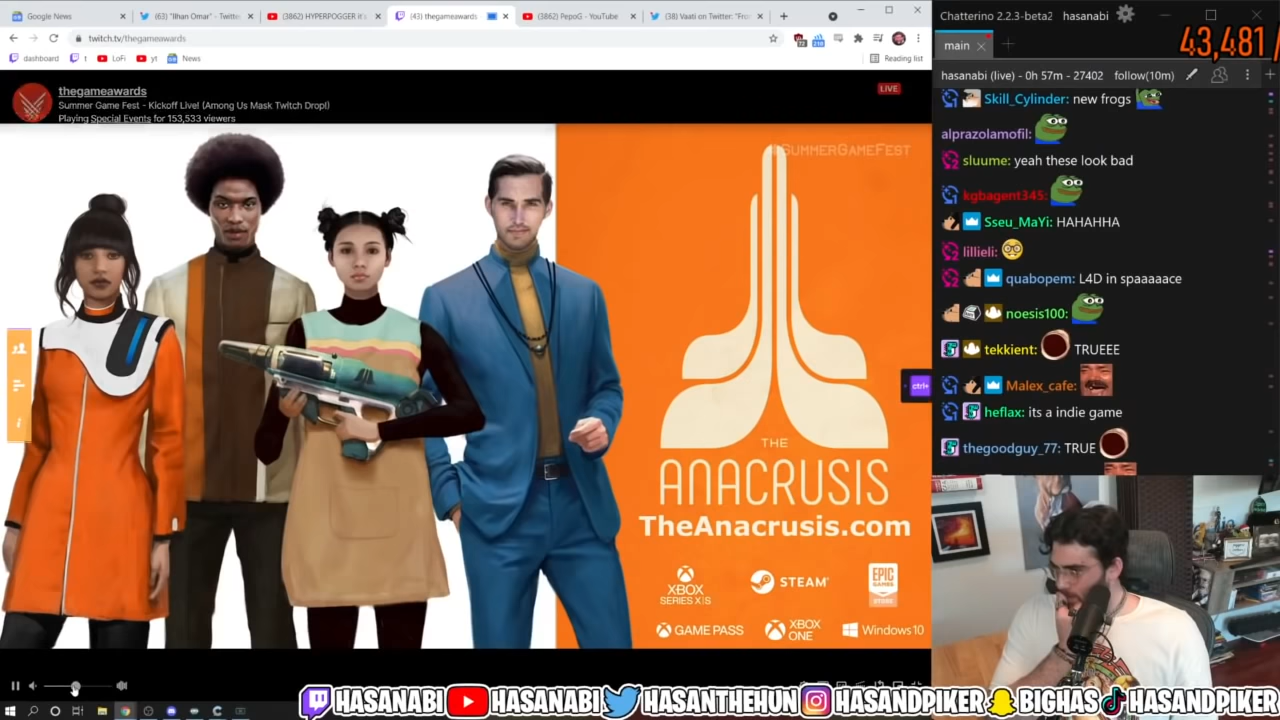 Google News
(63) "Ilhan Omar" - Twitte
(3862) HYPERPOGGER it's
(43) thegameawards
(3862) PepoG - YouTube
(38) Vaati on Twitter: "Fro
twitch.tv/thegameawards
72
218
dashboard
t
LoFi
yt
News
Reading list
thegameawards
Summer Game Fest - Kickoff Live! (Among Us Mask Twitch Drop!)
Playing Special Events for 153,533 viewers
LIVE
SUMMERGAMEFEST
THE
ANACRUSIS
TheAnacrusis.com
XBOX
SERIES X|S
STEAM
EPIC
GAMES
STORE
GAME PASS
XBOX
ONE
Windows 10
ctrl+
Chatterino 2.2.3-beta2
hasanabi
43,481 /
main
hasanabi (live) - 0h 57m - 27402
follow(10m)
Skill_Cylinder: new frogs
alprazolamofil:
sluume: yeah these look bad
kgbagent345:
Sseu_MaYi: HAHAHHA
lillieli:
quabopem: L4D in spaaaaace
noesis100:
tekkient: TRUEEE
Malex_cafe:
heflax: its a indie game
thegoodguy_77: TRUE
HASANABI
HASANABI
HASANTHEHUN
HASANDPIKER
BIGHAS
HASANDPIKER